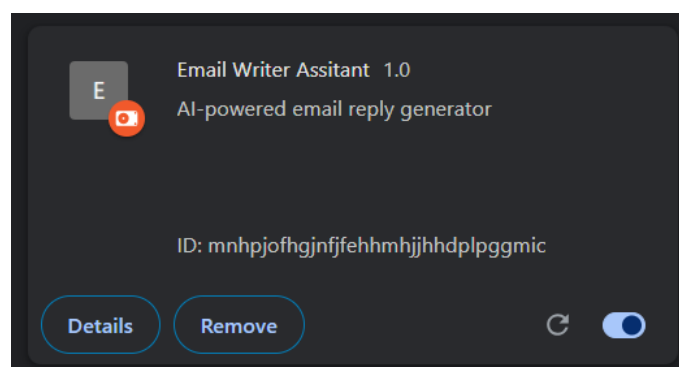 E
Email Writer Assitant 1.0
AI-powered email reply generator
ID: mnhpjofhgjnfjfehhmhjjhhdplpggmic
Details
Remove